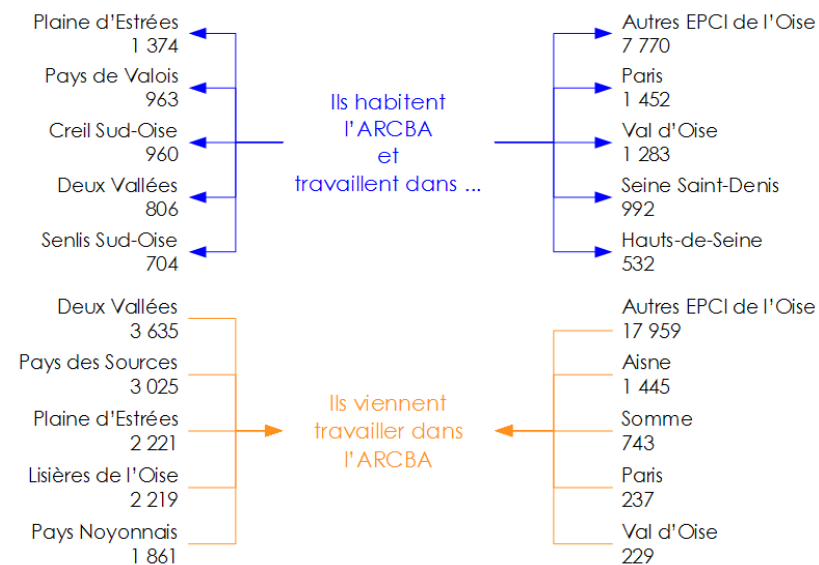 Plaine d'Estrées
1 374
Pays de Valois
963
Creil Sud-Oise
960
Deux Vallées
806
Senlis Sud-Oise
704
Ils habitent
l'ARCBA
et
travaillent dans ...
Autres EPCI de l'Oise
7 770
Paris
1 452
Val d'Oise
1 283
Seine Saint-Denis
992
Hauts-de-Seine
532
Deux Vallées
3 635
Pays des Sources
3 025
Plaine d'Estrées
2 221
Lisières de l'Oise
2 219
Pays Noyonnais
1 861
Ils viennent
travailler dans
l'ARCBA
Autres EPCI de l'Oise
17 959
Aisne
1 445
Somme
743
Paris
237
Val d'Oise
229